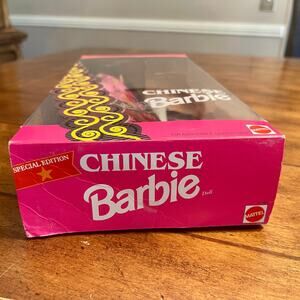 CHINESE
Barbie
MATTEL
SPECIAL EDITION
CHINESE
Barbie
Doll
MATTEL